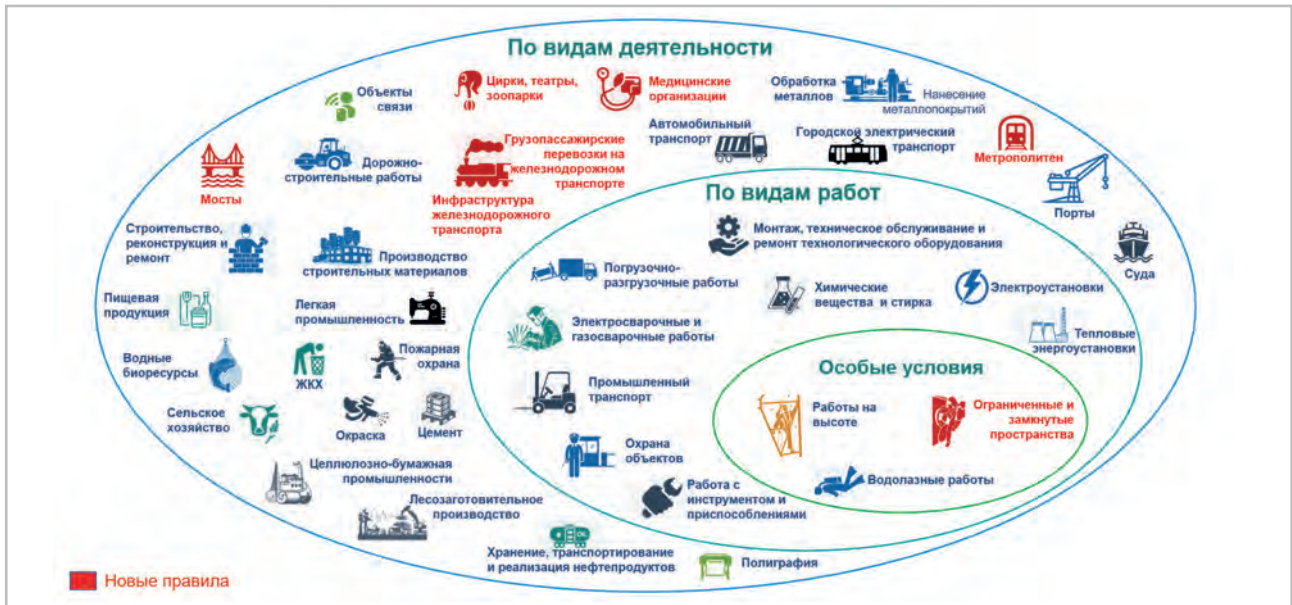 По видам деятельности
Объекты
связи
Цирки, театры,
зоопарки
Медицинские
организации
Обработка
металлов
Нанесение
металлопокрытий
Мосты
Дорожно-
строительные работы
Грузопассажирские
перевозки на
железнодорожном
транспорте
Инфраструктура
железнодорожного
транспорта
Автомобильный
транспорт
Городской электрический
транспорт
Метрополитен
Порты
Суда
Строительство,
реконструкция и
ремонт
Производство
строительных материалов
Пищевая
продукция
Легкая
промышленность
Водные
биоресурсы
ЖКХ
Пожарная
охрана
Сельское
хозяйство
Окраска
Цемент
Целлюлозно-бумажная
промышленности
Лесозаготовительное
производство
Хранение, транспортирование
и реализация нефтепродуктов
Полиграфия
По видам работ
Монтаж, техническое обслуживание и
ремонт технологического оборудования
Погрузочно-
разгрузочные работы
Химические
вещества и стирка
Электроустановки
Тепловые
энергоустановки
Электросварочные и
газосварочные работы
Промышленный
транспорт
Охрана
объектов
Работа с
инструментом и
приспособлениями
Особые условия
Работы на
высоте
Ограниченные и
замкнутые
пространства
Водолазные работы
Новые правила